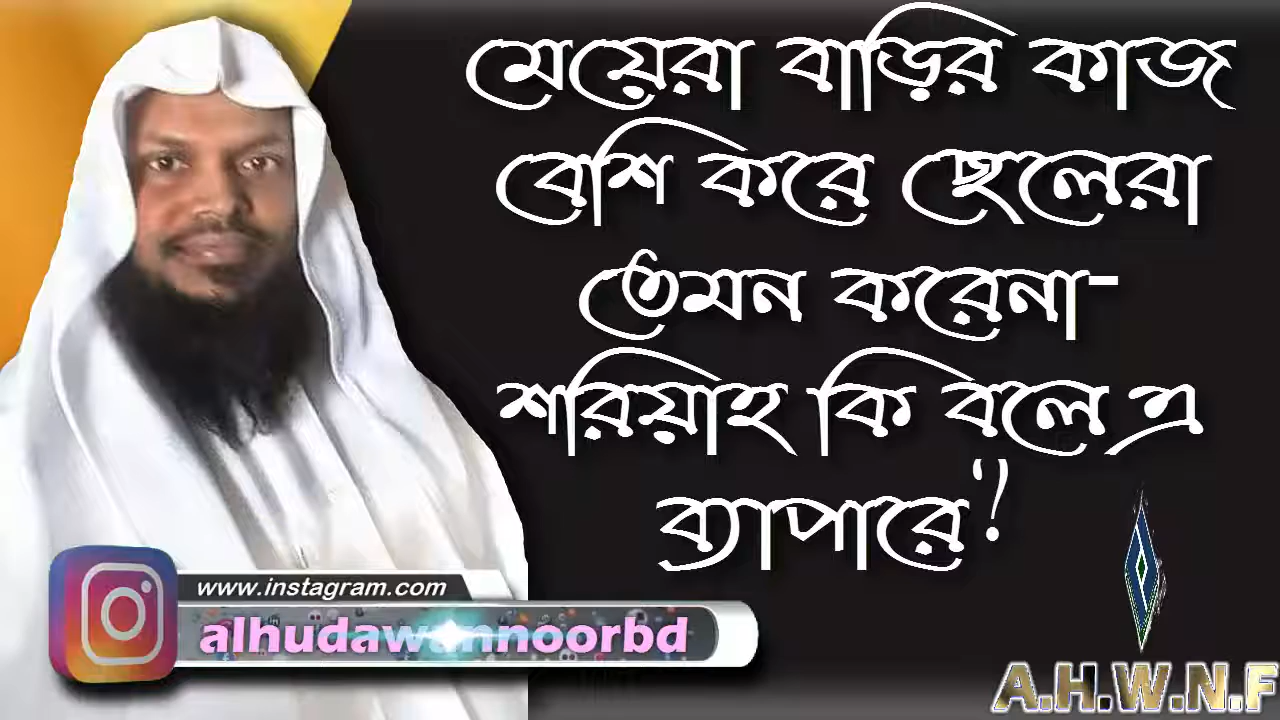 মেয়েরা বাড়ির কাজ
বেশি করে ছেলেরা
তেমন করেনা-
শরিয়াহ কি বলে এ
ব্যাপারে?
www.instagram.com
alhudawannoorbd
A.H.W.N.F